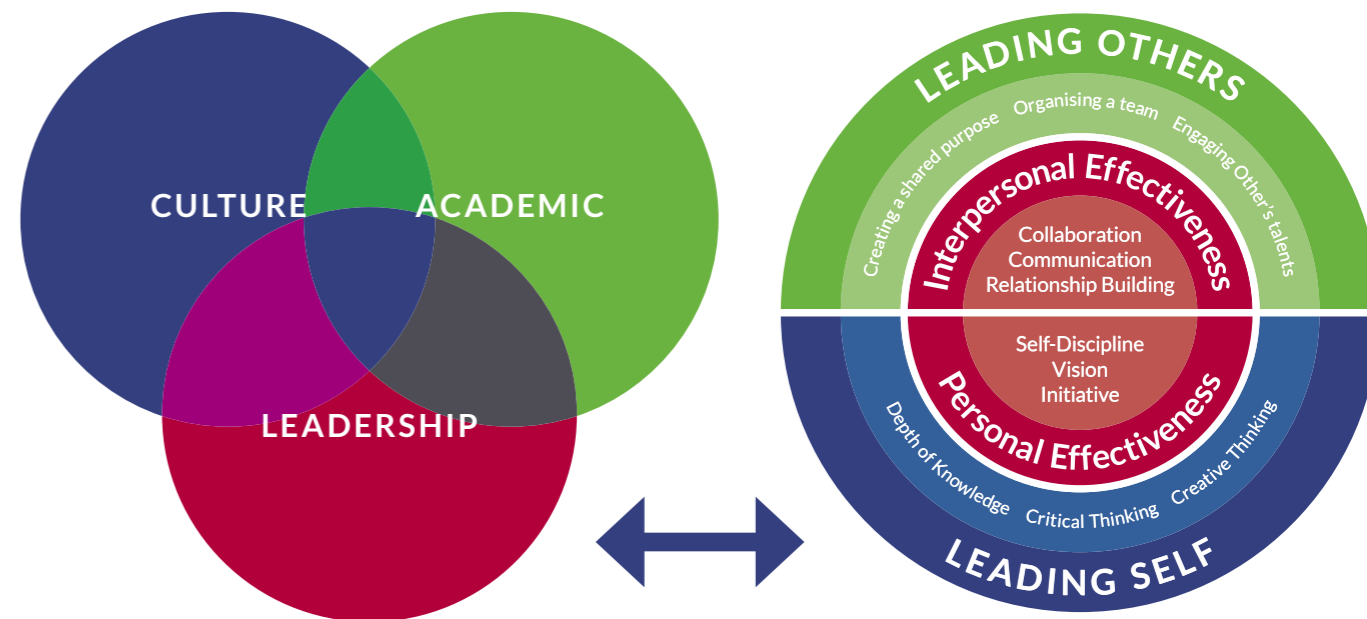 CULTURE
ACADEMIC
LEADERSHIP
LEADING OTHERS
Creating a shared purpose
Organising a team
Engaging Other's talents
Interpersonal Effectiveness
Collaboration
Communication
Relationship Building
Self-Discipline
Vision
Initiative
Personal Effectiveness
Depth of Knowledge
Critical Thinking
Creative Thinking
LEADING SELF